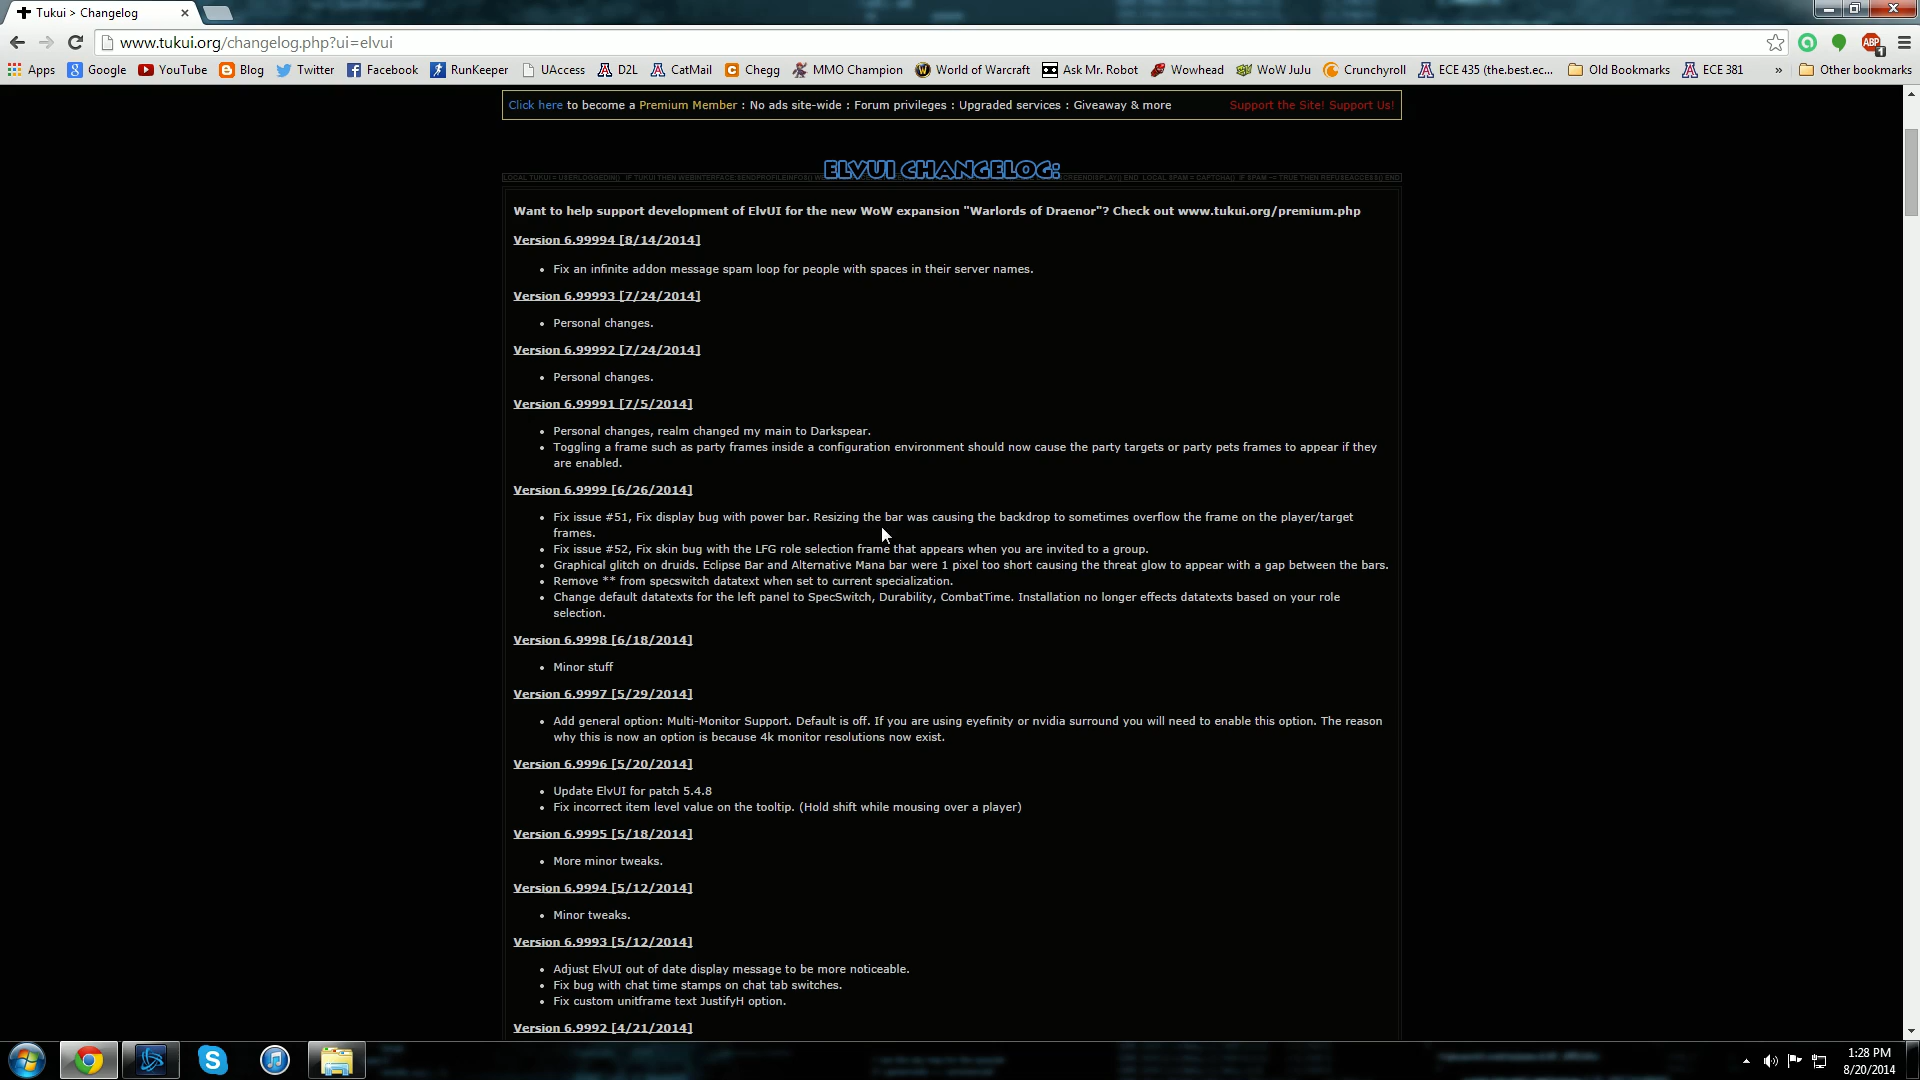 Tukui > Changelog
www.tukui.org/changelog.php?ui=elvui
Apps Google YouTube Blog Twitter Facebook RunKeeper UAccess D2L CatMail Chegg MMO Champion World of Warcraft Ask Mr. Robot Wowhead WoW JuJu Crunchyroll ECE 435 (the.best.ec... Old Bookmarks ECE 381 » Other bookmarks
ABP
1
Click here to become a Premium Member : No ads site-wide : Forum privileges : Upgraded services : Giveaway & more Support the Site! Support Us!
ELVUI CHANGELOG:
Want to help support development of ElvUI for the new WoW expansion "Warlords of Draenor"? Check out www.tukui.org/premium.php
Version 6.99994 [8/14/2014]
• Fix an infinite addon message spam loop for people with spaces in their server names.
Version 6.99993 [7/24/2014]
• Personal changes.
Version 6.99992 [7/24/2014]
• Personal changes.
Version 6.99991 [7/5/2014]
• Personal changes, realm changed my main to Darkspear.
• Toggling a frame such as party frames inside a configuration environment should now cause the party targets or party pets frames to appear if they
are enabled.
Version 6.9999 [6/26/2014]
• Fix issue #51, Fix display bug with power bar. Resizing the bar was causing the backdrop to sometimes overflow the frame on the player/target
frames.
• Fix issue #52, Fix skin bug with the LFG role selection frame that appears when you are invited to a group.
• Graphical glitch on druids. Eclipse Bar and Alternative Mana bar were 1 pixel too short causing the threat glow to appear with a gap between the bars.
• Remove ** from specswitch datatext when set to current specialization.
• Change default datatexts for the left panel to SpecSwitch, Durability, CombatTime. Installation no longer effects datatexts based on your role
selection.
Version 6.9998 [6/18/2014]
• Minor stuff
Version 6.9997 [5/29/2014]
• Add general option: Multi-Monitor Support. Default is off. If you are using eyefinity or nvidia surround you will need to enable this option. The reason
why this is now an option is because 4k monitor resolutions now exist.
Version 6.9996 [5/20/2014]
• Update ElvUI for patch 5.4.8
• Fix incorrect item level value on the tooltip. (Hold shift while mousing over a player)
Version 6.9995 [5/18/2014]
• More minor tweaks.
Version 6.9994 [5/12/2014]
• Minor tweaks.
Version 6.9993 [5/12/2014]
• Adjust ElvUI out of date display message to be more noticeable.
• Fix bug with chat time stamps on chat tab switches.
• Fix custom unitframe text JustifyH option.
Version 6.9992 [4/21/2014]
1:28 PM
8/20/2014